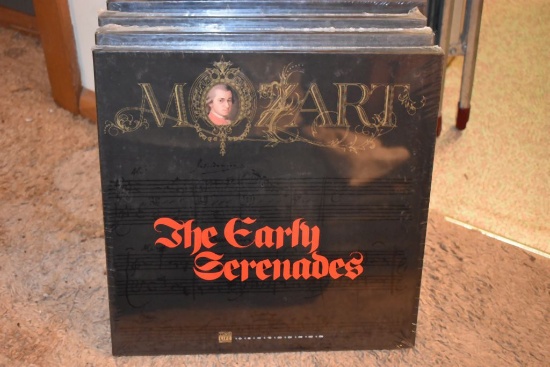 MOZART
The Early
Serenades